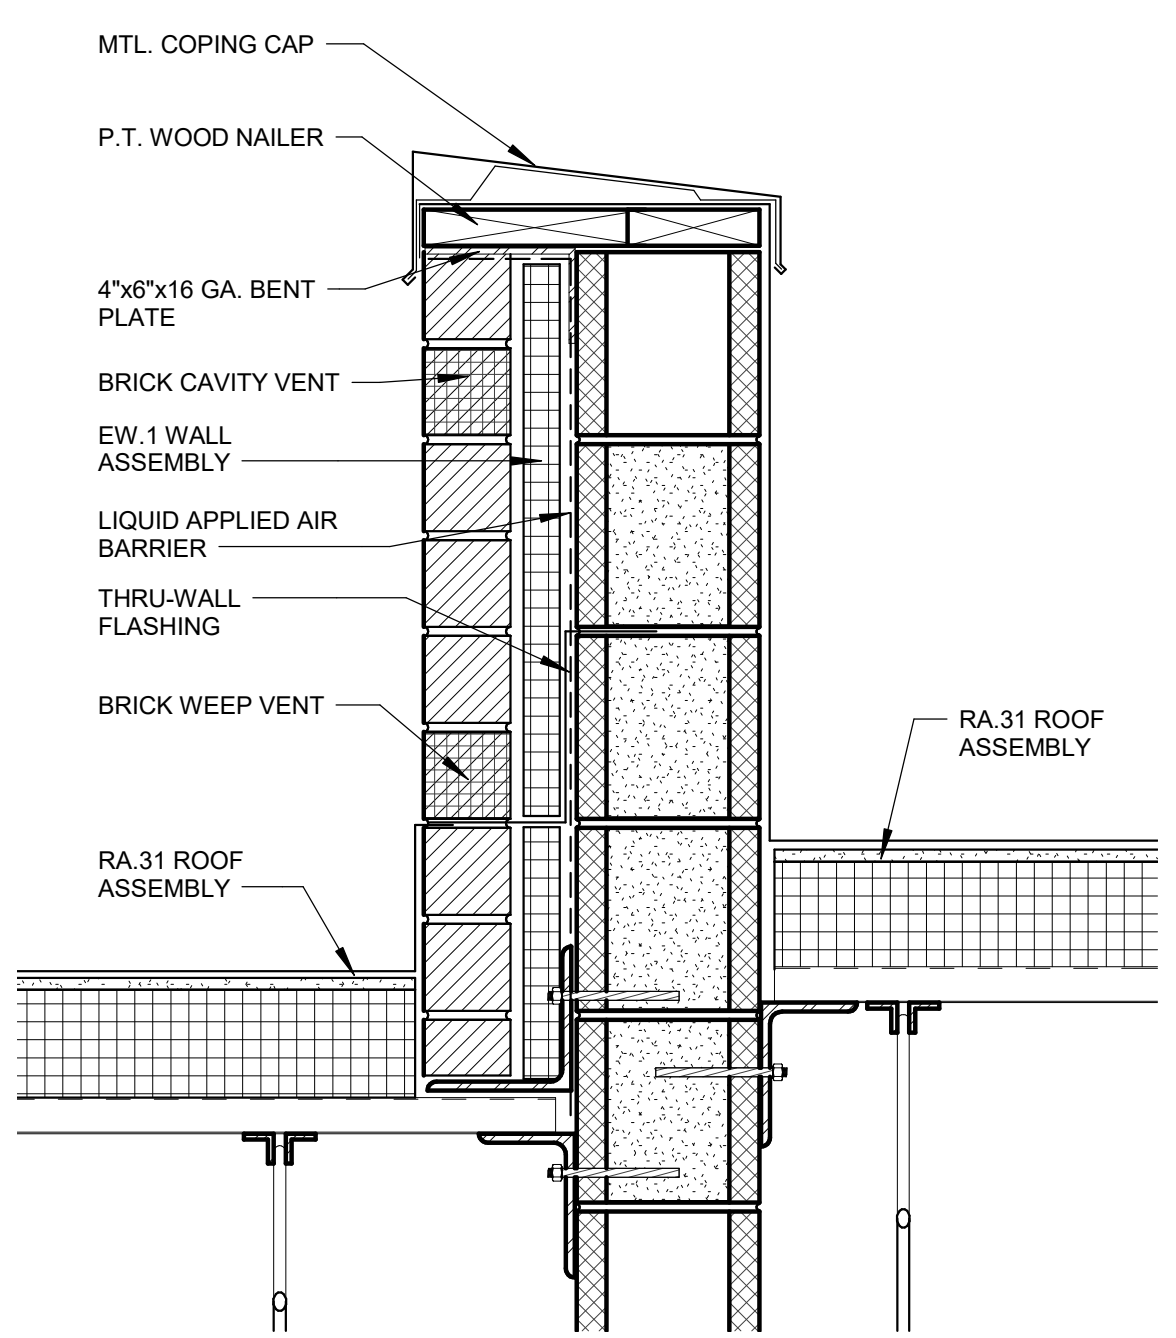 MTL. COPING CAP
P.T. WOOD NAILER
4"x6"x16 GA. BENT
PLATE
BRICK CAVITY VENT
EW.1 WALL
ASSEMBLY
LIQUID APPLIED AIR
BARRIER
THRU-WALL
FLASHING
BRICK WEEP VENT
RA.31 ROOF
ASSEMBLY
RA.31 ROOF
ASSEMBLY